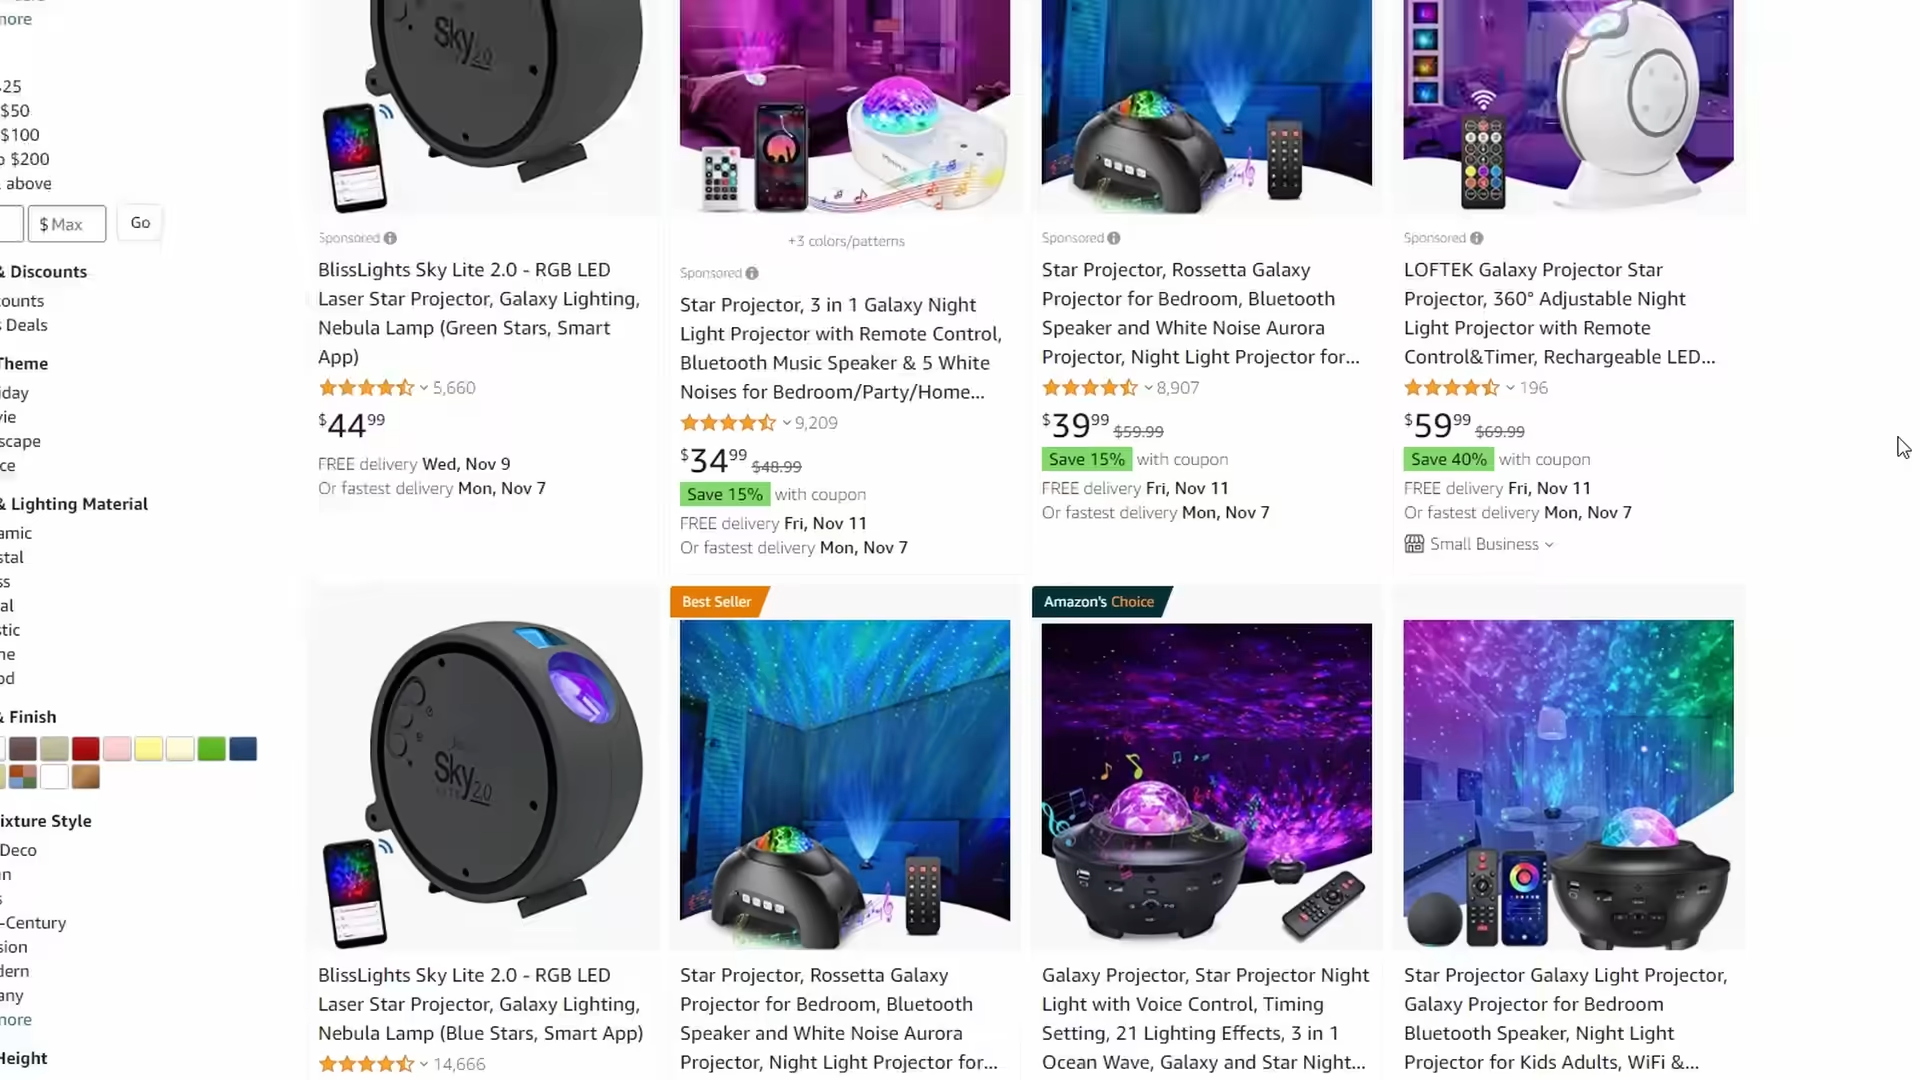 more
$25
$50
$100
$200
above
$ Max
Go
& Discounts
ounts
Deals
Theme
iday
vie
scape
ce
& Lighting Material
amic
stal
ss
al
stic
ne
od
& Finish
ixture Style
Deco
n
s
-Century
sion
dern
any
more
Height
Sky 2.0
Sponsored
BlissLights Sky Lite 2.0 - RGB LED
Laser Star Projector, Galaxy Lighting,
Nebula Lamp (Green Stars, Smart
App)
5,660
$44.99
FREE delivery Wed, Nov 9
Or fastest delivery Mon, Nov 7
+3 colors/patterns
Sponsored
Star Projector, 3 in 1 Galaxy Night
Light Projector with Remote Control,
Bluetooth Music Speaker & 5 White
Noises for Bedroom/Party/Home...
9,209
$34.99 $48.99
Save 15% with coupon
FREE delivery Fri, Nov 11
Or fastest delivery Mon, Nov 7
Sponsored
Star Projector, Rossetta Galaxy
Projector for Bedroom, Bluetooth
Speaker and White Noise Aurora
Projector, Night Light Projector for...
8,907
$39.99 $59.99
Save 15% with coupon
FREE delivery Fri, Nov 11
Or fastest delivery Mon, Nov 7
Sponsored
LOFTEK Galaxy Projector Star
Projector, 360° Adjustable Night
Light Projector with Remote
Control&Timer, Rechargeable LED...
196
$59.99 $69.99
Save 40% with coupon
FREE delivery Fri, Nov 11
Or fastest delivery Mon, Nov 7
Small Business
Sky 2.0
LITE
BlissLights Sky Lite 2.0 - RGB LED
Laser Star Projector, Galaxy Lighting,
Nebula Lamp (Blue Stars, Smart App)
14,666
Best Seller
Star Projector, Rossetta Galaxy
Projector for Bedroom, Bluetooth
Speaker and White Noise Aurora
Projector, Night Light Projector for...
Amazon's Choice
Galaxy Projector, Star Projector Night
Light with Voice Control, Timing
Setting, 21 Lighting Effects, 3 in 1
Ocean Wave, Galaxy and Star Night...
Star Projector Galaxy Light Projector,
Galaxy Projector for Bedroom
Bluetooth Speaker, Night Light
Projector for Kids Adults, WiFi &...